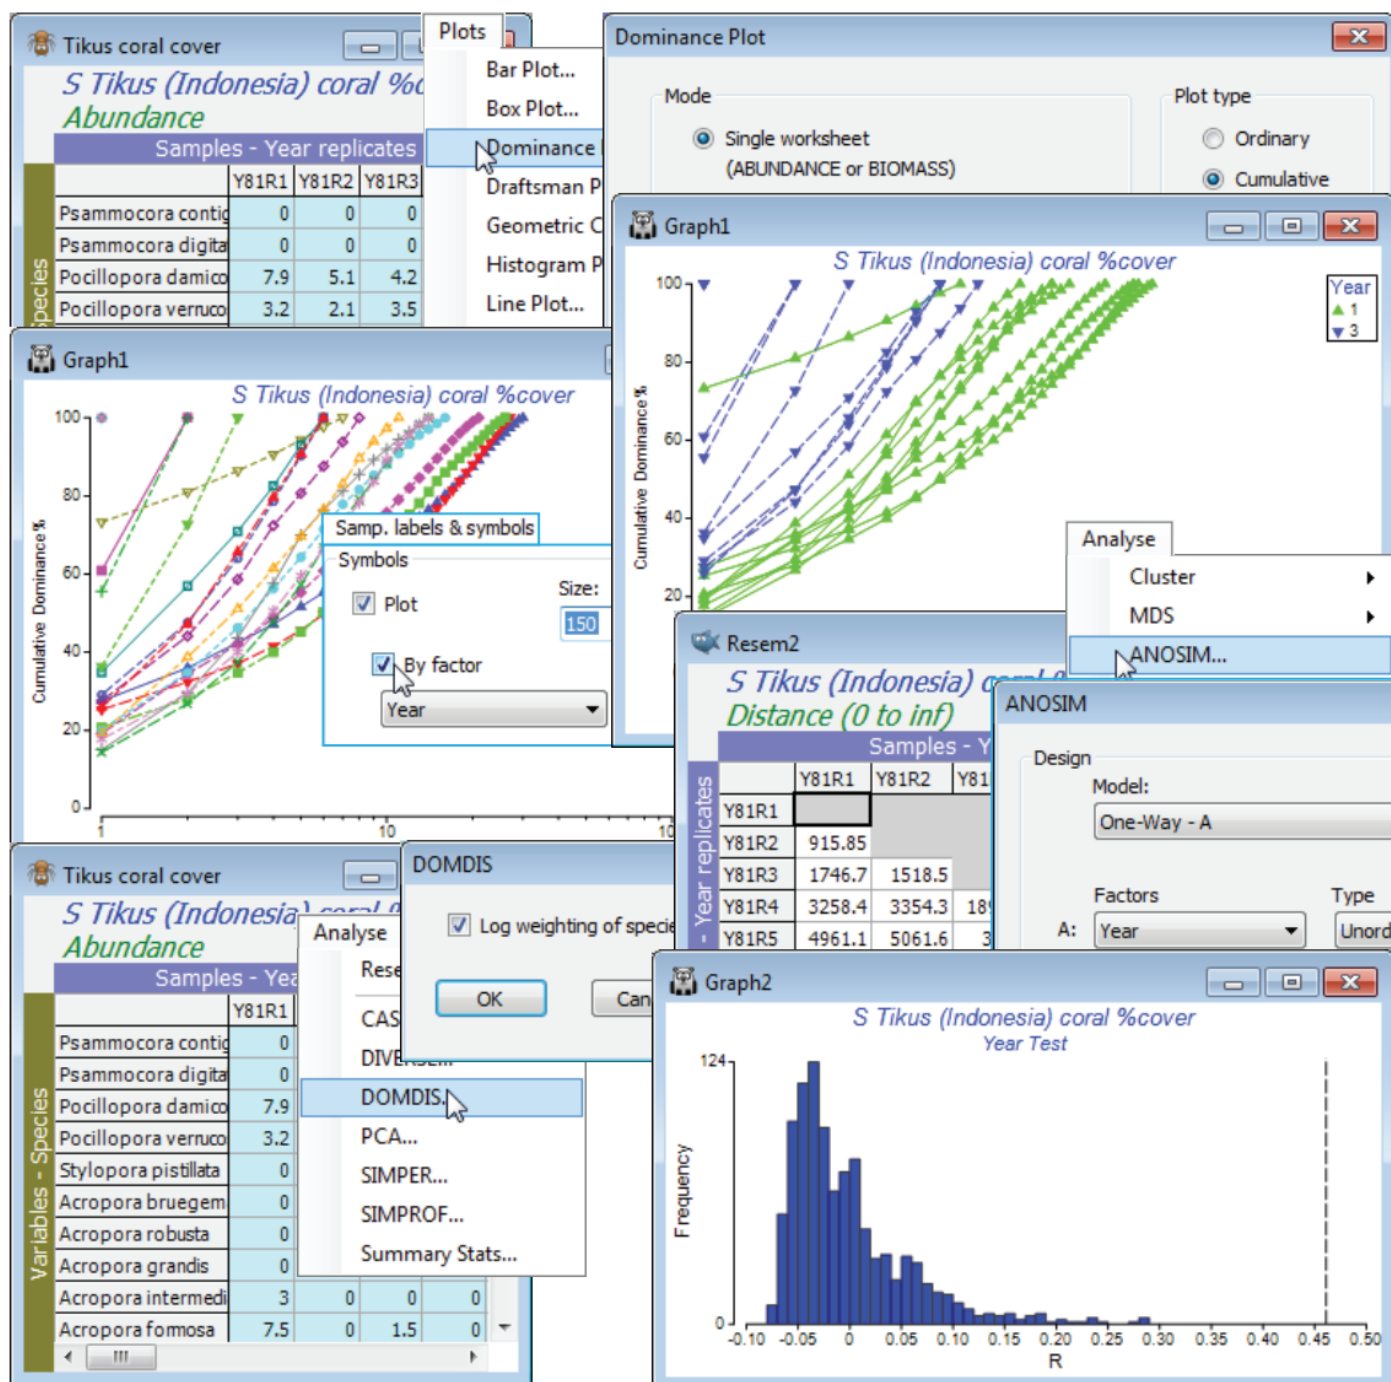 Tikus coral cover
S Tikus (Indonesia) coral %c
Abundance
Samples - Year replicates
Y81R1 Y81R2 Y81R3
Species
Psammocora contig 0 0 0
Psammocora digita 0 0 0
Pocillopora damico 7.9 5.1 4.2
Pocillopora verruco 3.2 2.1 3.5
Plots
Bar Plot...
Box Plot...
Dominance
Draftsman P
Geometric C
Histogram P
Line Plot...
Dominance Plot
Mode
Single worksheet
(ABUNDANCE or BIOMASS)
Plot type
Ordinary
Cumulative
Graph1
S Tikus (Indonesia) coral %cover
Cumulative Dominance%
100
80
60
40
20
Year
1
3
Graph1
S Tikus (Indonesia) coral %cover
Cumulative Dominance%
100
80
60
40
20
0
1 10 10
Samp. labels & symbols
Symbols
Plot
Size:
150
By factor
Year
Analyse
Cluster
MDS
ANOSIM...
Resem2
S Tikus (Indonesia)
Distance (0 to inf)
Samples - Y
- Year replicates
Y81R1 Y81R2 Y81
Y81R1
Y81R2 915.85
Y81R3 1746.7 1518.5
Y81R4 3258.4 3354.3 189
Y81R5 4961.1 5061.6 3
ANOSIM
Design
Model:
One-Way - A
Factors Type
A: Year Unord
Tikus coral cover
S Tikus (Indonesia)
Abundance
Samples - Yea
Variables - Species
Y81R1
Psammocora contig 0
Psammocora digita 0
Pocillopora damico 7.9
Pocillopora verruco 3.2
Stylopora pistillata 0
Acropora bruegem 0
Acropora robusta 0
Acropora grandis 0
Acropora intermedi 3 0 0 0
Acropora formosa 7.5 0 1.5 0
Analyse
Rese
CAS
DIVERSE...
DOMDIS.
PCA...
SIMPER...
SIMPROF...
Summary Stats...
DOMDIS
Log weighting of specie
OK
Can
Graph2
S Tikus (Indonesia) coral %cover
Year Test
Frequency
124
0
-0.10 -0.05 0 0.05 0.10 0.15 0.20 0.25 0.30 0.35 0.40 0.45 0.50
R